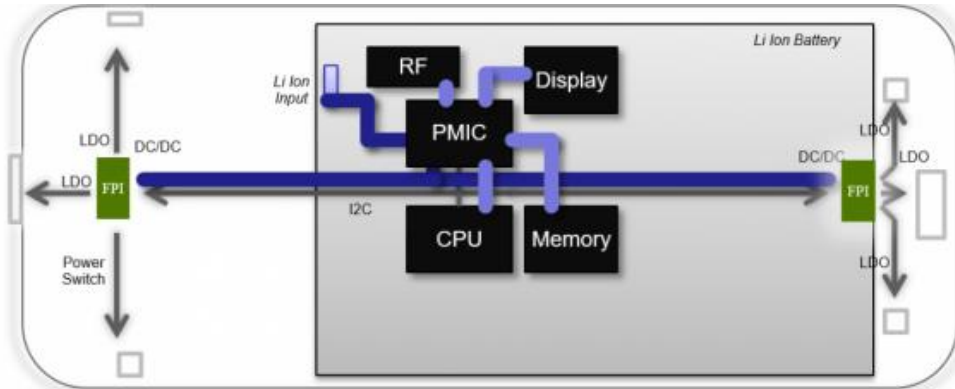 Li Ion Battery
RF
Display
Li Ion
Input
PMIC
LDO
DC/DC
DC/DC
LDO
LDO
LDO
FPI
FPI
I2C
CPU
Memory
Power
Switch
LDO